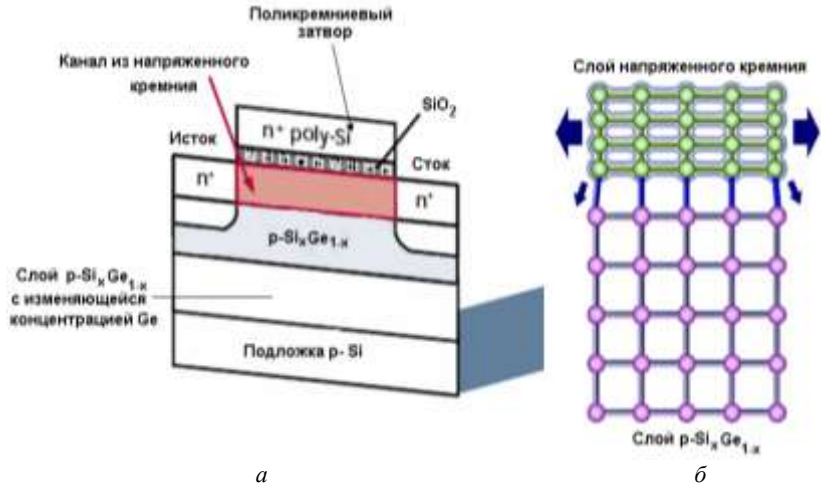 Поликремниевый
затвор
Канал из напряженного
кремния
SiO₂
n⁺ poly-Si
Исток
Сток
n⁺
n⁺
p-SiₓGe₁₋ₓ
Слой p-SiₓGe₁₋ₓ
с изменяющейся
концентрацией Ge
Подложка p- Si
а
Слой напряженного кремния
Слой p-SiₓGe₁₋ₓ
б